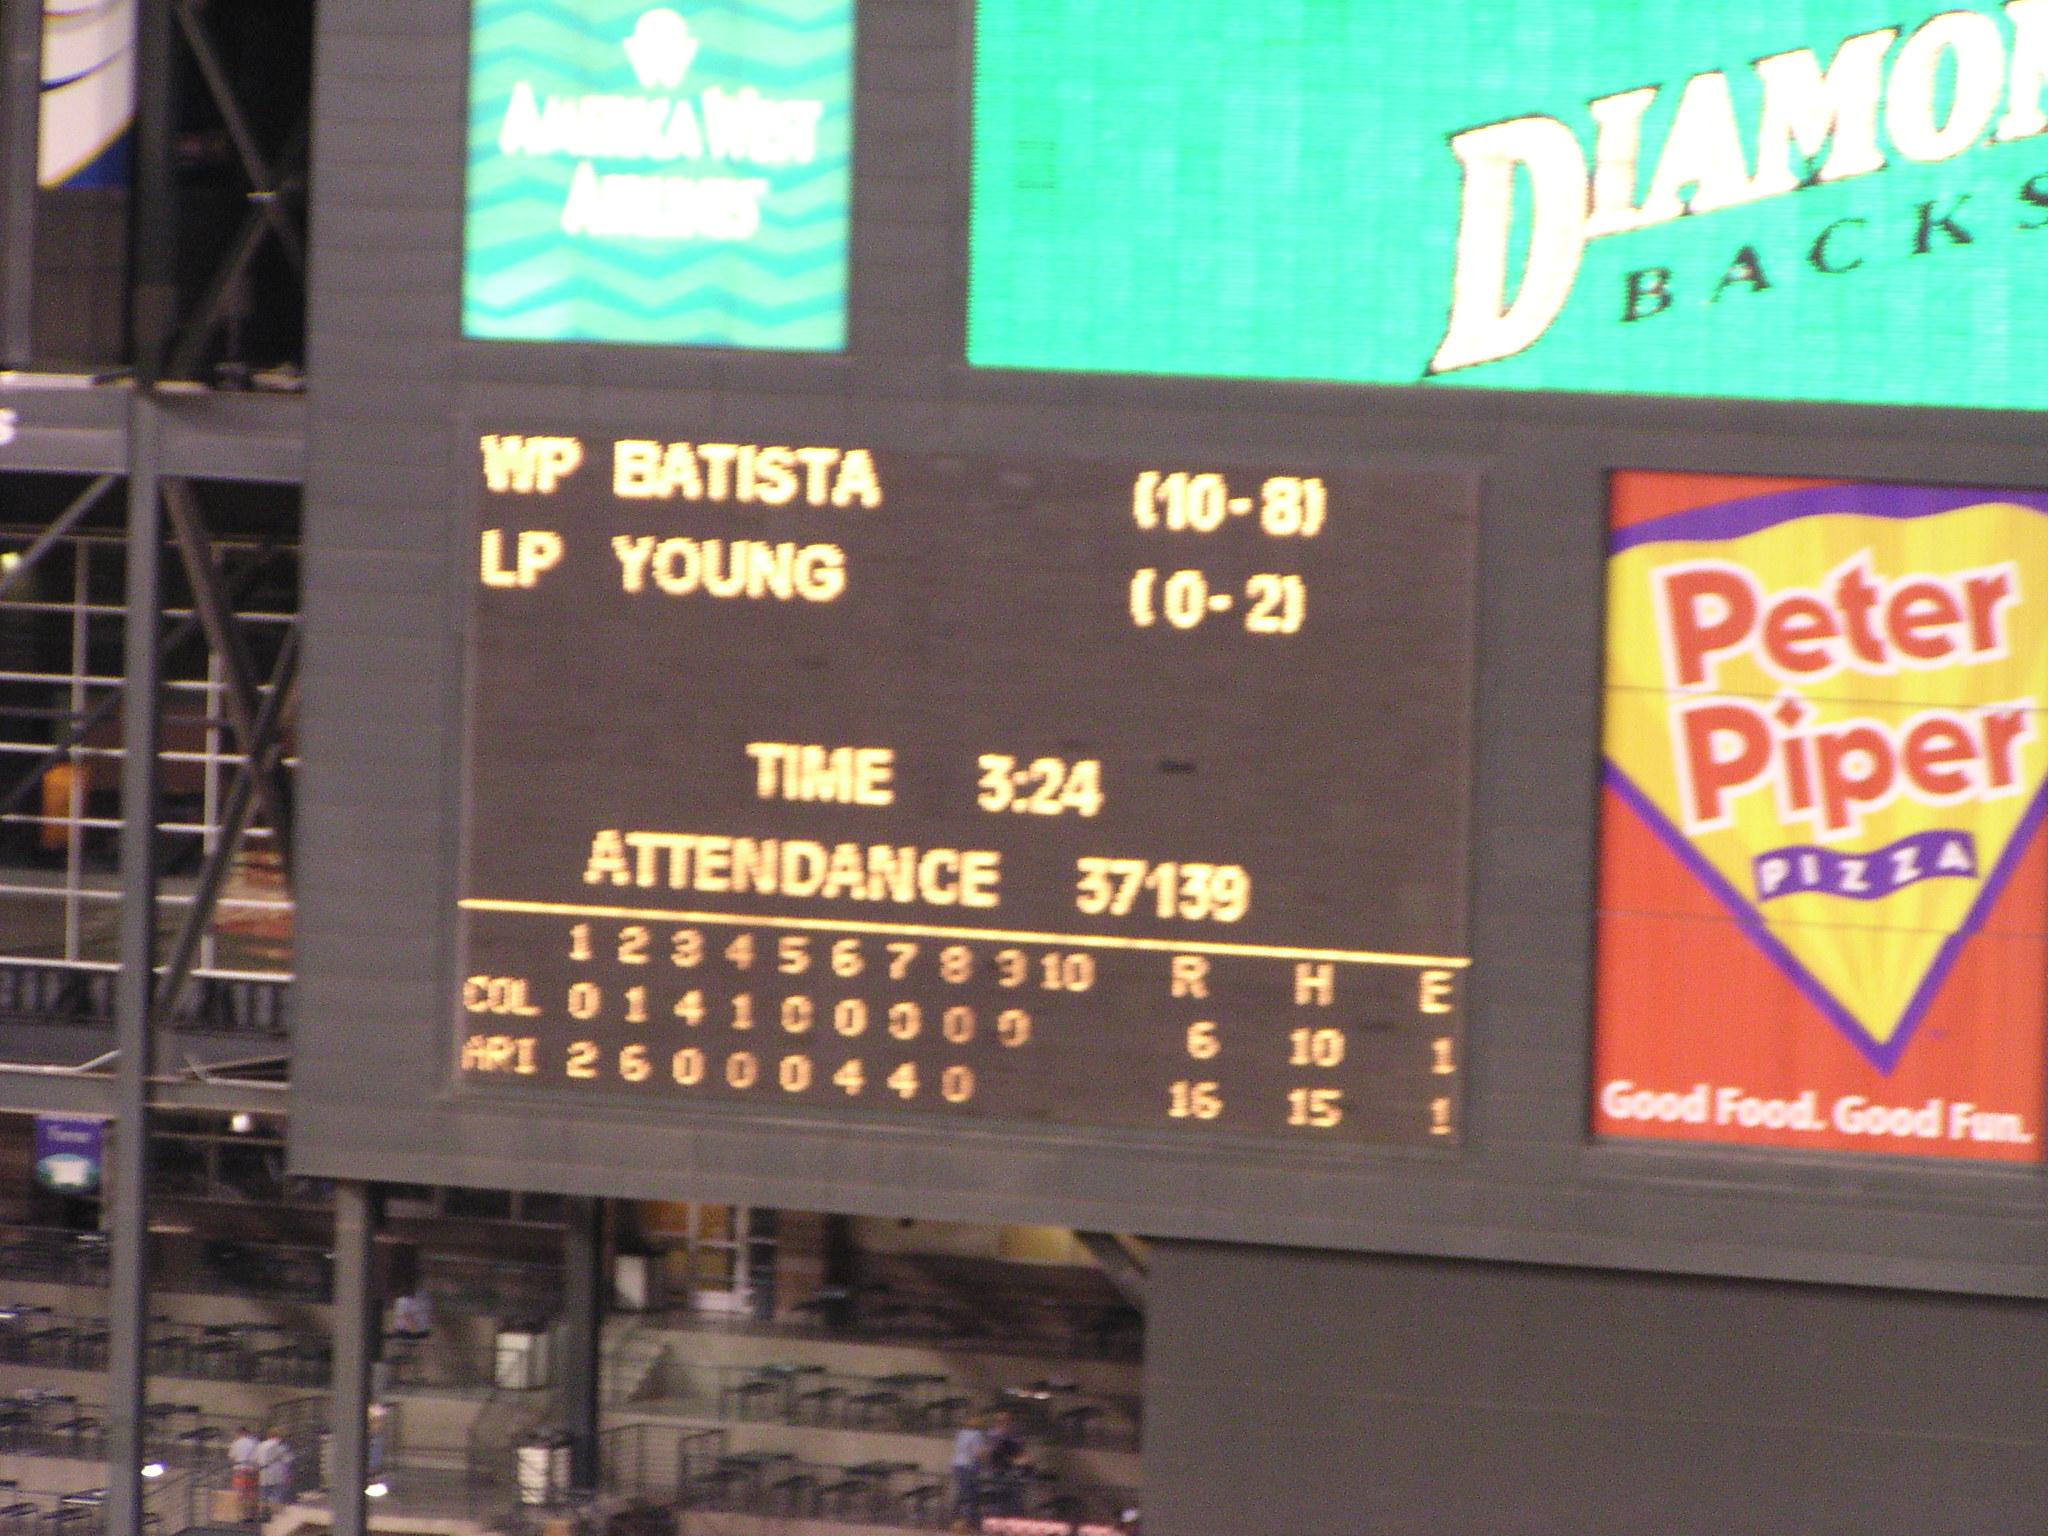 AMERICA WEST
AIRLINES
DIAMON
BACKS
WP BATISTA (10-8)
LP YOUNG (0-2)
TIME 3:24
ATTENDANCE 37139
1 2 3 4 5 6 7 8 9 10 R H E
COL 0 1 4 1 0 0 0 0 0 6 10 1
ARI 2 6 0 0 0 4 4 0 16 15 1
Peter
Piper
PIZZA
Good Food. Good Fun.